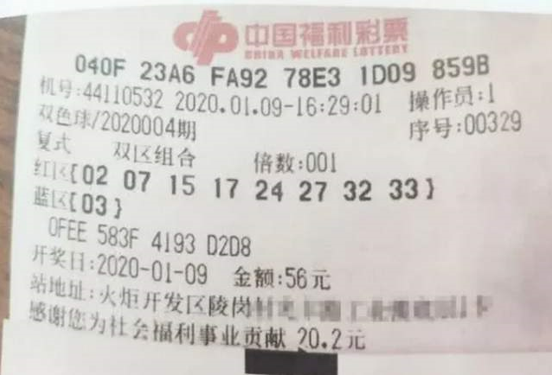 中国福利彩票
CHINA WELFARE LOTTERY
040F 23A6 FA92 78E3 1D09 859B
机号:44110532 2020.01.09-16:29:01 操作员:1
双色球/2020004期 序号:00329
复式 双区组合 倍数:001
红区{02 07 15 17 24 27 32 33}
蓝区{03}
0FEE 583F 4193 D2D8
开奖日:2020-01-09 金额:56元
站地址:火炬开发区陵岗
感谢您为社会福利事业贡献 20.2元